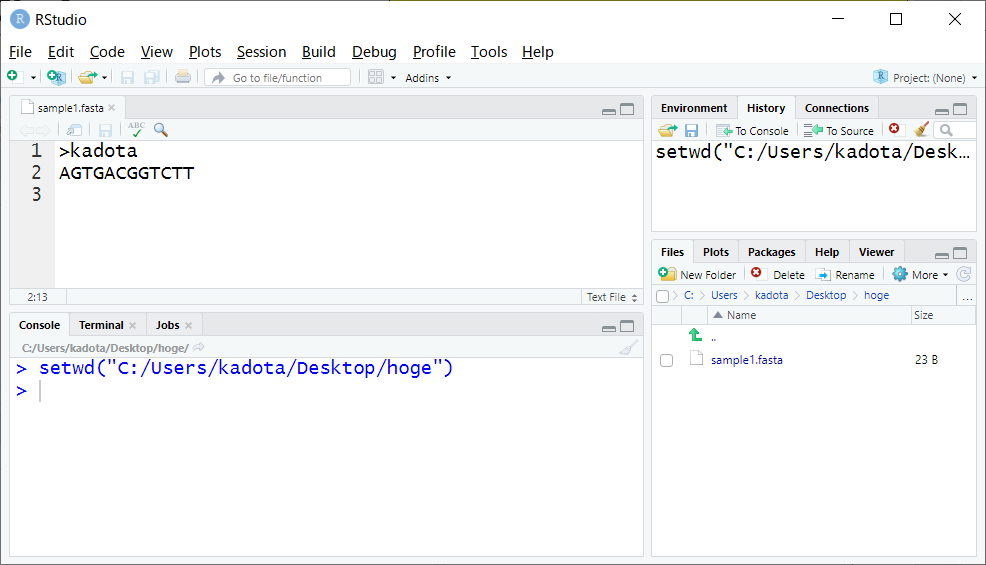 RStudio
File Edit Code View Plots Session Build Debug Profile Tools Help
Go to file/function Addins Project: (None)
sample1.fasta
ABC
1 >kadota
2 AGTGACGGTCTT
3
2:13 Text File
Console Terminal Jobs
C:/Users/kadota/Desktop/hoge/
> setwd("C:/Users/kadota/Desktop/hoge")
>
Environment History Connections
To Console To Source
setwd("C:/Users/kadota/Desk…
Files Plots Packages Help Viewer
New Folder Delete Rename More
C: Users kadota Desktop hoge ...
Name Size
..
sample1.fasta 23 B